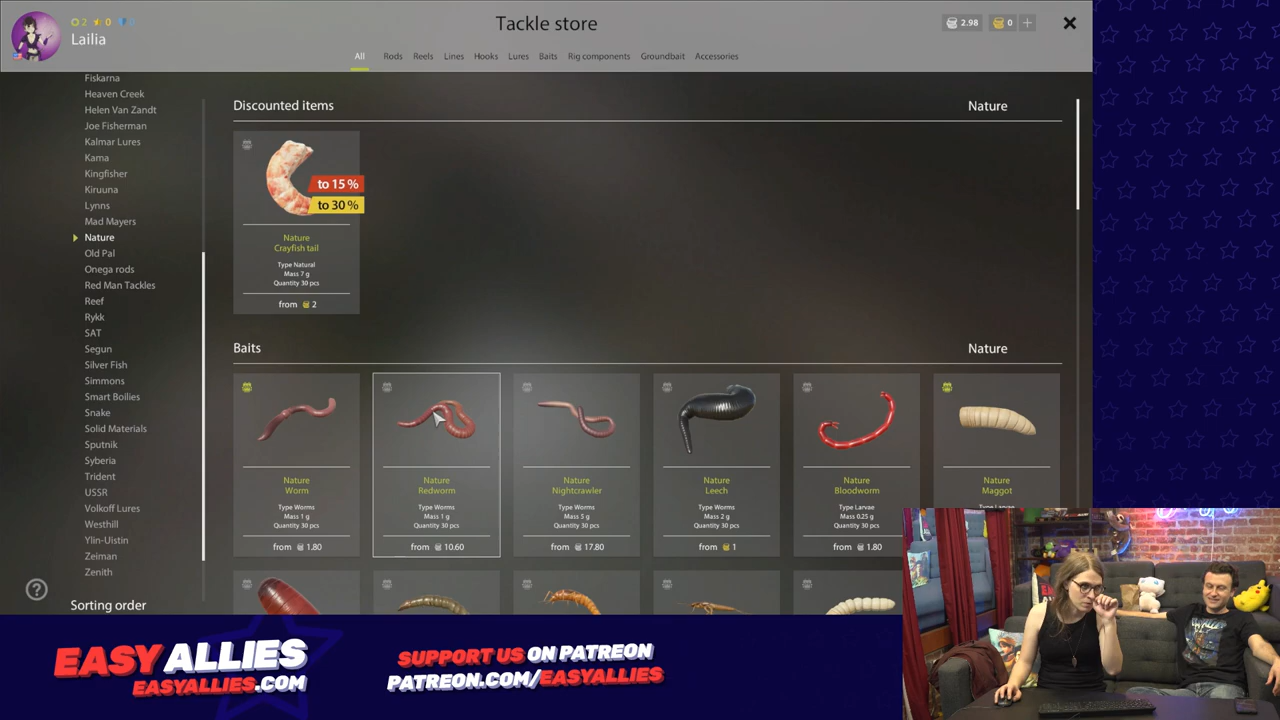 2 0 0
Lailia
Tackle store
2.98
0
All Rods Reels Lines Hooks Lures Baits Rig components Groundbait Accessories
Fiskarna
Heaven Creek
Helen Van Zandt
Joe Fisherman
Kalmar Lures
Kama
Kingfisher
Kiruuna
Lynns
Mad Mayers
Nature
Old Pal
Onega rods
Red Man Tackles
Reef
Rykk
SAT
Segun
Silver Fish
Simmons
Smart Boilies
Snake
Solid Materials
Sputnik
Syberia
Trident
USSR
Volkoff Lures
Westhill
Ylin-Uistin
Zeiman
Zenith
Sorting order
?
Discounted items Nature
to 15 %
to 30 %
Nature
Crayfish tail
Type Natural
Mass 7 g
Quantity 30 pcs
from 2
Baits Nature
Nature
Worm
Type Worms
Mass 1 g
Quantity 30 pcs
from 1.80
Nature
Redworm
Type Worms
Mass 1 g
Quantity 30 pcs
from 10.60
Nature
Nightcrawler
Type Worms
Mass 5 g
Quantity 30 pcs
from 17.80
Nature
Leech
Type Worms
Mass 2 g
Quantity 30 pcs
from 1
Nature
Bloodworm
Type Larvae
Mass 0.25 g
Quantity 30 pcs
from 1.80
Nature
Maggot
EASY ALLIES
EASYALLIES.COM
SUPPORT US ON PATREON
PATREON.COM/EASYALLIES